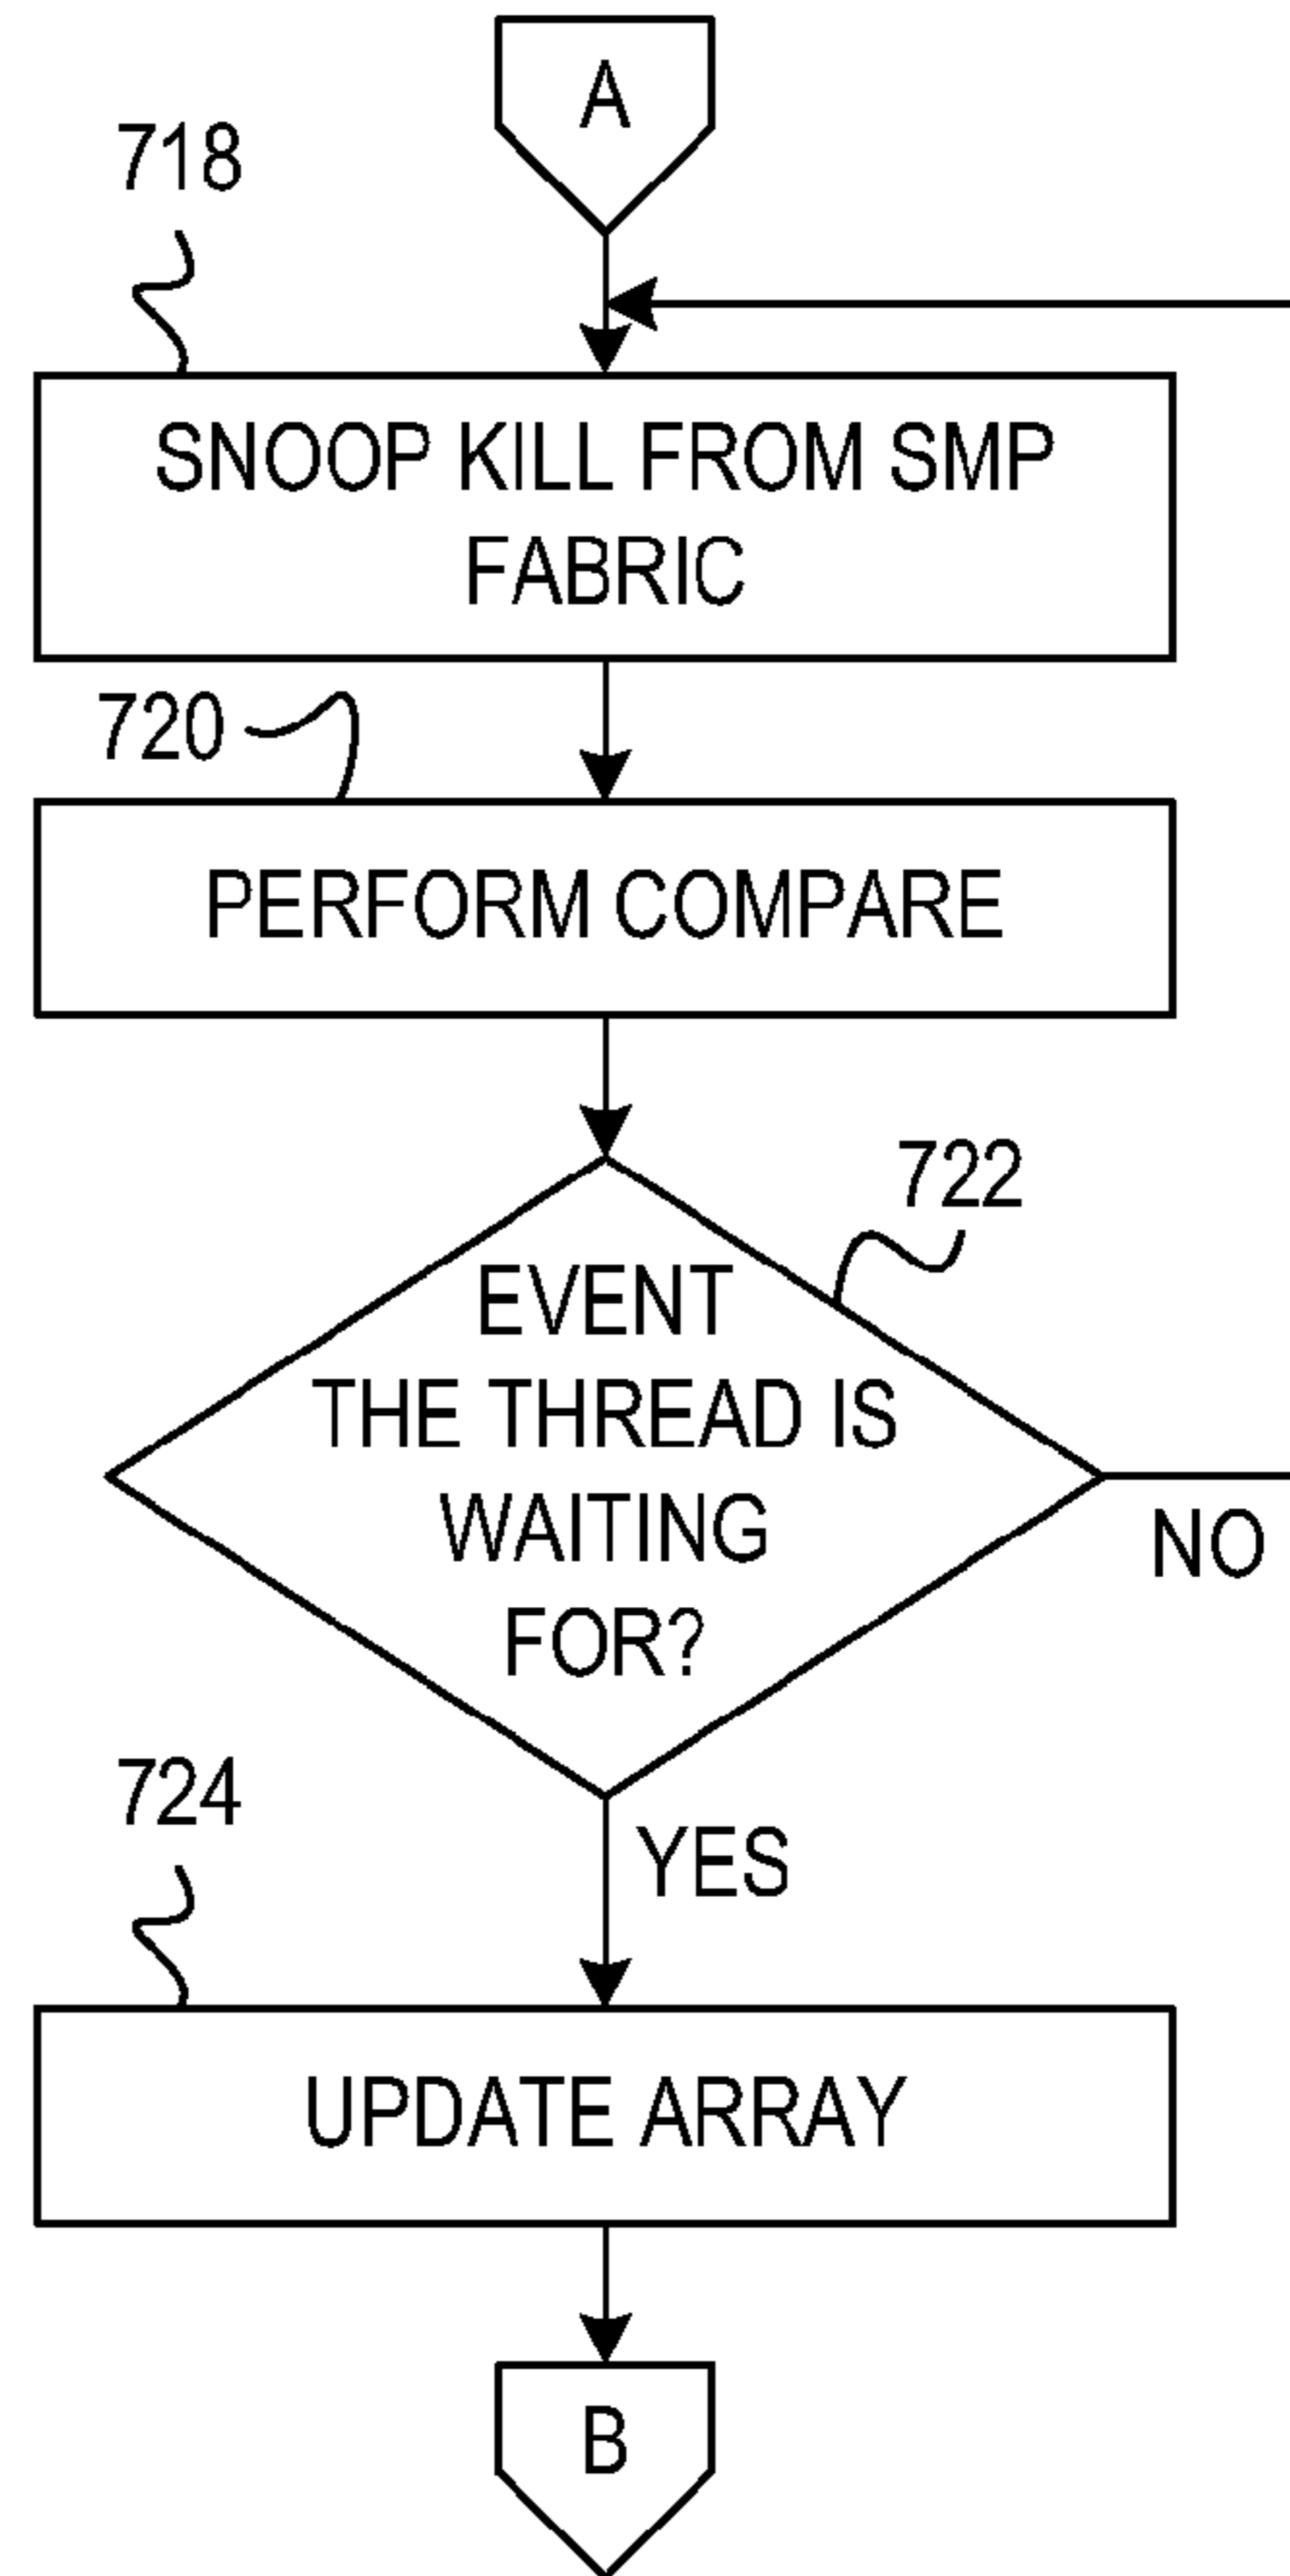 A
718
SNOOP KILL FROM SMP
FABRIC
720
PERFORM COMPARE
722
EVENT
THE THREAD IS
WAITING
FOR?
NO
YES
724
UPDATE ARRAY
B